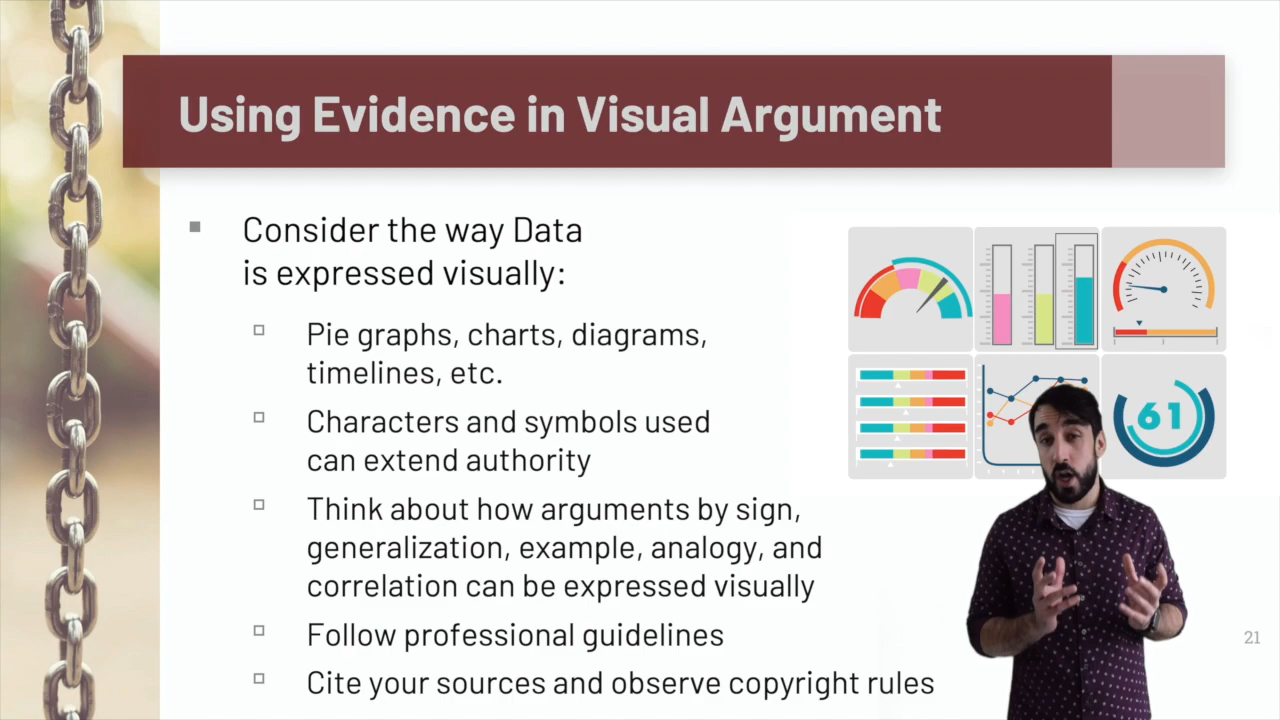 Using Evidence in Visual Argument
Consider the way Data
is expressed visually:
Pie graphs, charts, diagrams,
timelines, etc.
Characters and symbols used
can extend authority
Think about how arguments by sign,
generalization, example, analogy, and
correlation can be expressed visually
Follow professional guidelines
Cite your sources and observe copyright rules
61
21